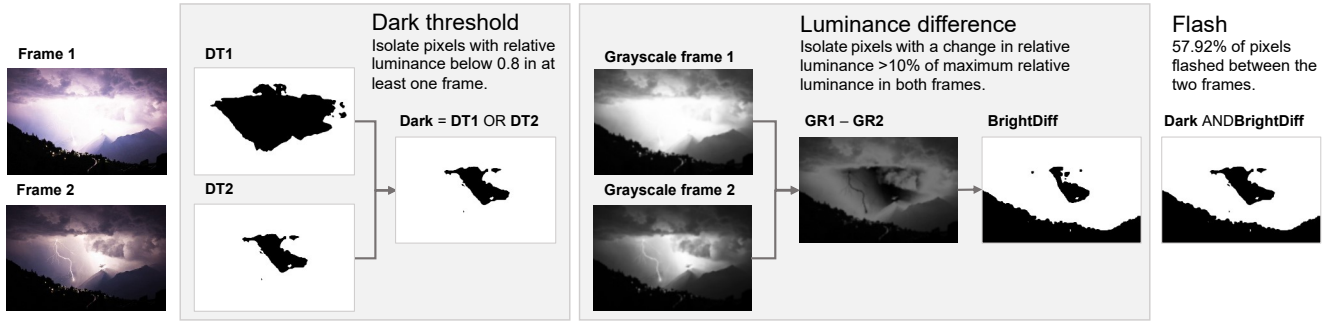 Frame 1
Frame 2
Dark threshold
Isolate pixels with relative
luminance below 0.8 in at
least one frame.
DT1
DT2
Dark = DT1 OR DT2
Luminance difference
Isolate pixels with a change in relative
luminance >10% of maximum relative
luminance in both frames.
Grayscale frame 1
Grayscale frame 2
GR1 – GR2
BrightDiff
Flash
57.92% of pixels
flashed between the
two frames.
Dark ANDBrightDiff